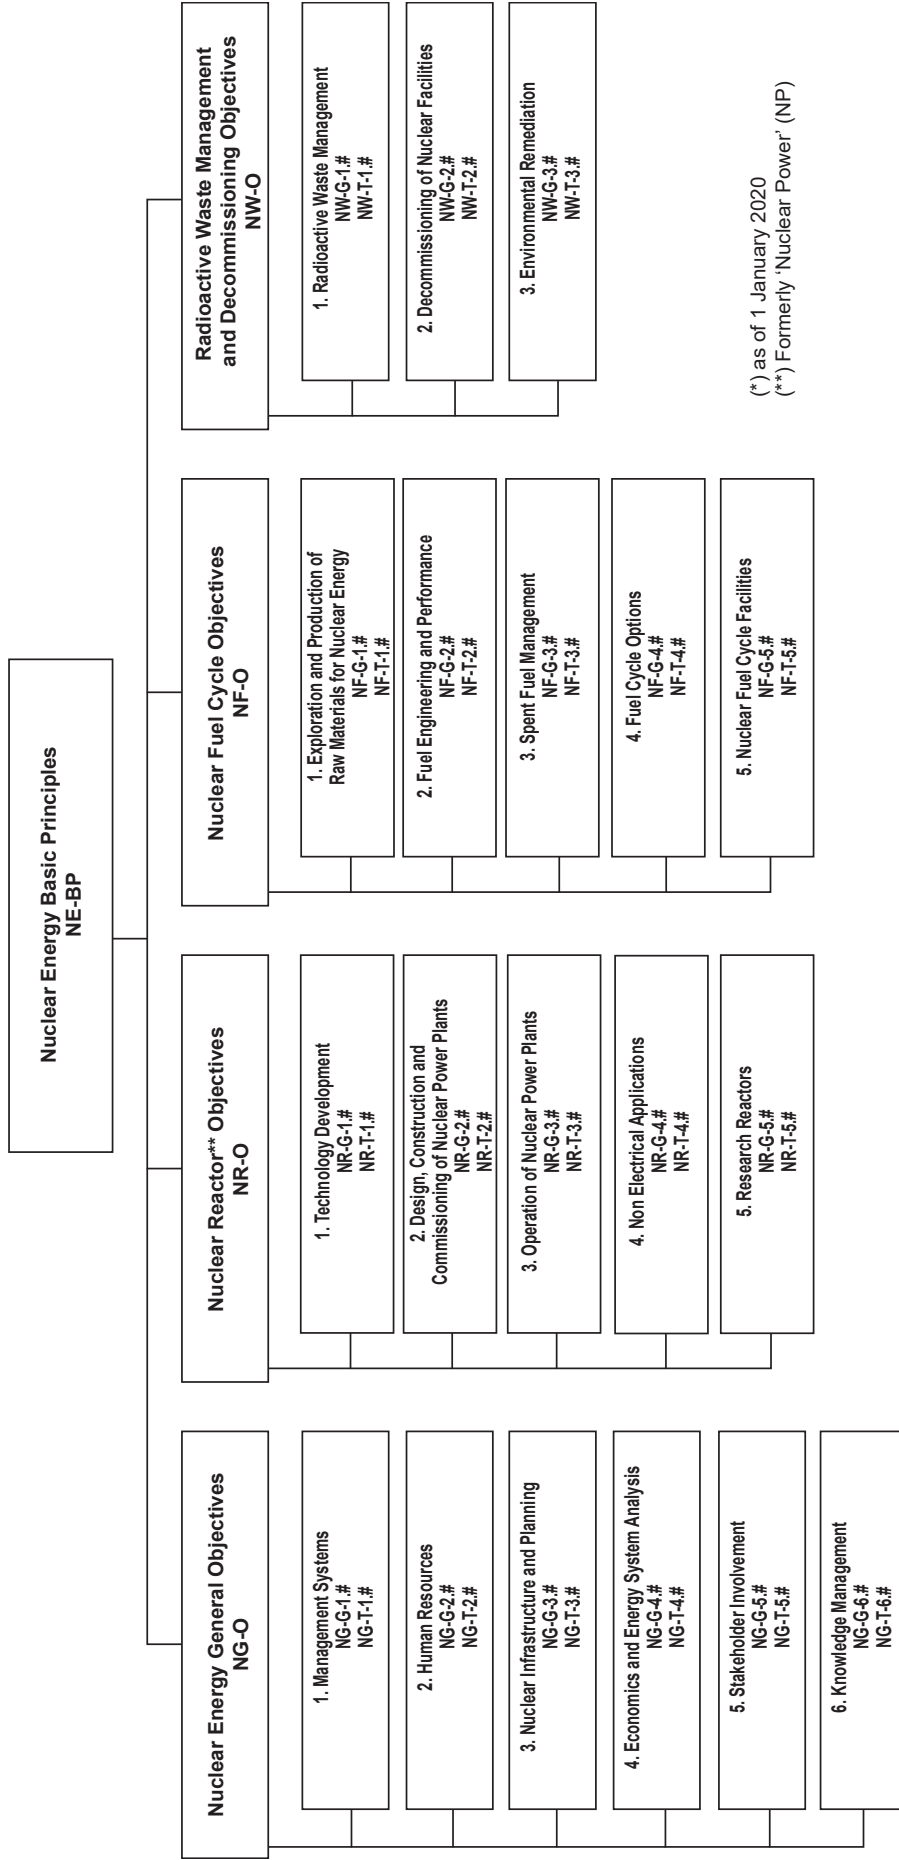 Nuclear Energy Basic Principles
NE-BP
Nuclear Energy General Objectives
NG-O
1. Management Systems
NG-G-1.#
NG-T-1.#
2. Human Resources
NG-G-2.#
NG-T-2.#
3. Nuclear Infrastructure and Planning
NG-G-3.#
NG-T-3.#
4. Economics and Energy System Analysis
NG-G-4.#
NG-T-4.#
5. Stakeholder Involvement
NG-G-5.#
NG-T-5.#
6. Knowledge Management
NG-G-6.#
NG-T-6.#
Nuclear Reactor** Objectives
NR-O
1. Technology Development
NR-G-1.#
NR-T-1.#
2. Design, Construction and
Commissioning of Nuclear Power Plants
NR-G-2.#
NR-T-2.#
3. Operation of Nuclear Power Plants
NR-G-3.#
NR-T-3.#
4. Non Electrical Applications
NR-G-4.#
NR-T-4.#
5. Research Reactors
NR-G-5.#
NR-T-5.#
Nuclear Fuel Cycle Objectives
NF-O
1. Exploration and Production of
Raw Materials for Nuclear Energy
NF-G-1.#
NF-T-1.#
2. Fuel Engineering and Performance
NF-G-2.#
NF-T-2.#
3. Spent Fuel Management
NF-G-3.#
NF-T-3.#
4. Fuel Cycle Options
NF-G-4.#
NF-T-4.#
5. Nuclear Fuel Cycle Facilities
NF-G-5.#
NF-T-5.#
Radioactive Waste Management
and Decommissioning Objectives
NW-O
1. Radioactive Waste Management
NW-G-1.#
NW-T-1.#
2. Decommissioning of Nuclear Facilities
NW-G-2.#
NW-T-2.#
3. Environmental Remediation
NW-G-3.#
NW-T-3.#
(*) as of 1 January 2020
(**) Formerly ‘Nuclear Power’ (NP)